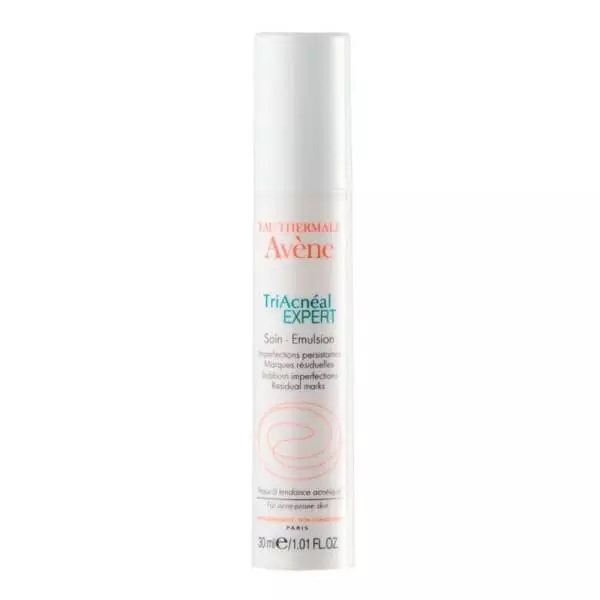 EAU THERMALE
Avène
TriAcnéal
EXPERT
Soin - Emulsion
Imperfections persistantes
Marques résiduelles
Stubborn imperfections
Residual marks
Peau à tendance acnéique
For acne-prone skin
PARIS
30 ml e/1.01 FL.OZ.